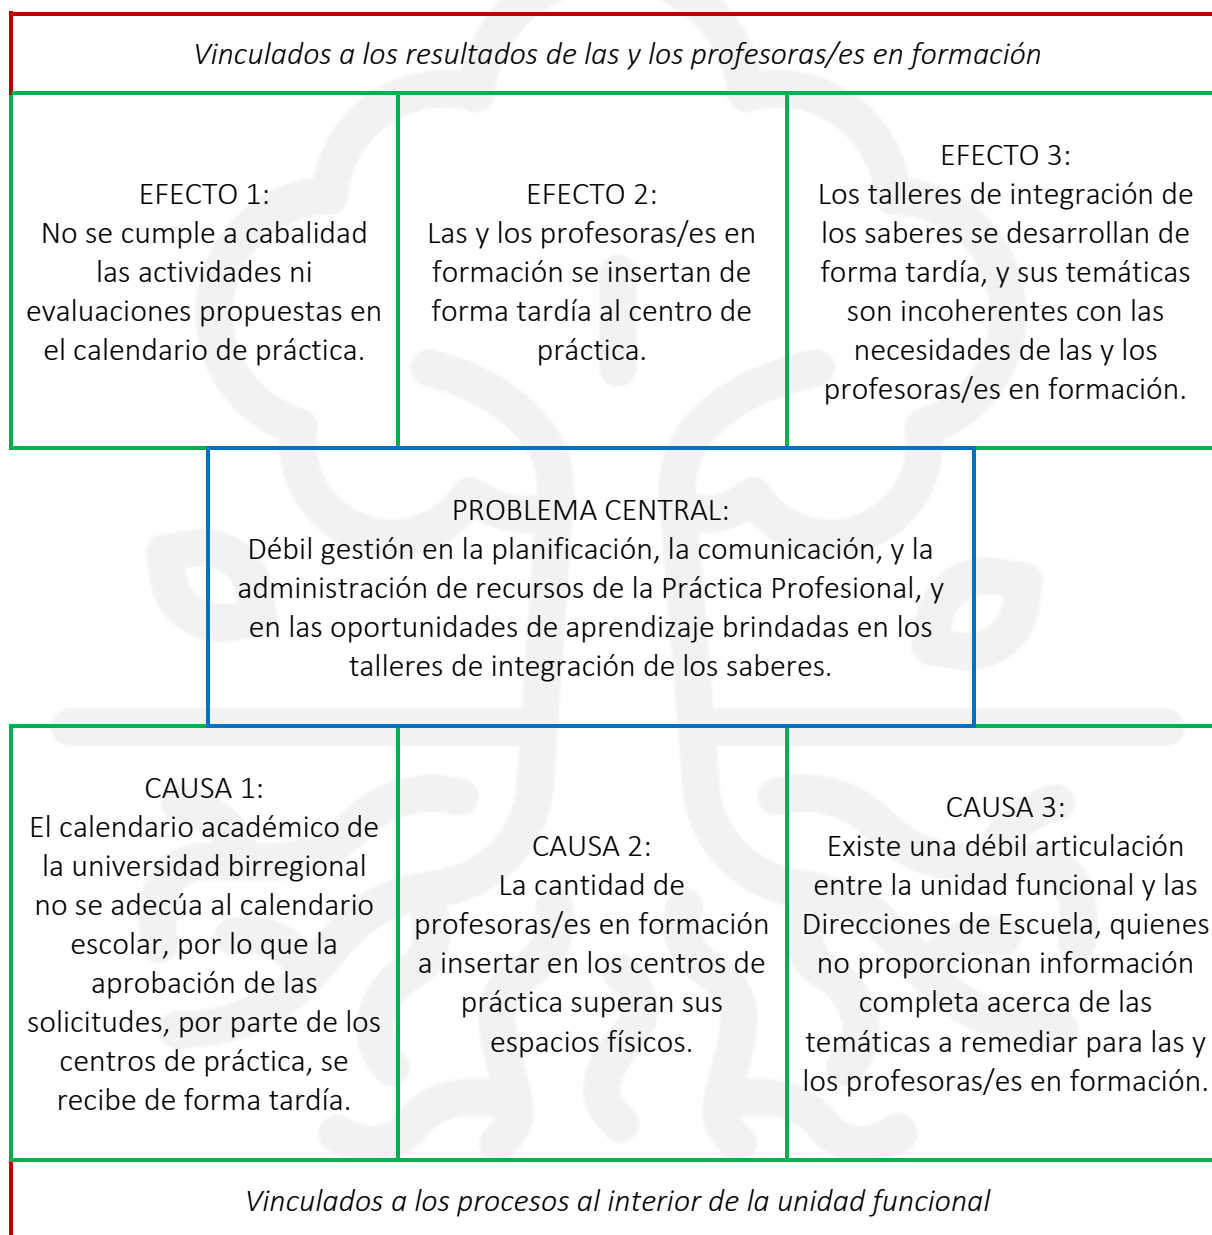 Vinculados a los resultados de las y los profesoras/es en formación
EFECTO 1:
No se cumple a cabalidad
las actividades ni
evaluaciones propuestas en
el calendario de práctica.
EFECTO 2:
Las y los profesoras/es en
formación se insertan de
forma tardía al centro de
práctica.
EFECTO 3:
Los talleres de integración de
los saberes se desarrollan de
forma tardía, y sus temáticas
son incoherentes con las
necesidades de las y los
profesoras/es en formación.
PROBLEMA CENTRAL:
Débil gestión en la planificación, la comunicación, y la
administración de recursos de la Práctica Profesional, y
en las oportunidades de aprendizaje brindadas en los
talleres de integración de los saberes.
CAUSA 1:
El calendario académico de
la universidad birregional
no se adecúa al calendario
escolar, por lo que la
aprobación de las
solicitudes, por parte de los
centros de práctica, se
recibe de forma tardía.
CAUSA 2:
La cantidad de
profesoras/es en formación
a insertar en los centros de
práctica superan sus
espacios físicos.
CAUSA 3:
Existe una débil articulación
entre la unidad funcional y las
Direcciones de Escuela, quienes
no proporcionan información
completa acerca de las
temáticas a remediar para las y
los profesoras/es en formación.
Vinculados a los procesos al interior de la unidad funcional